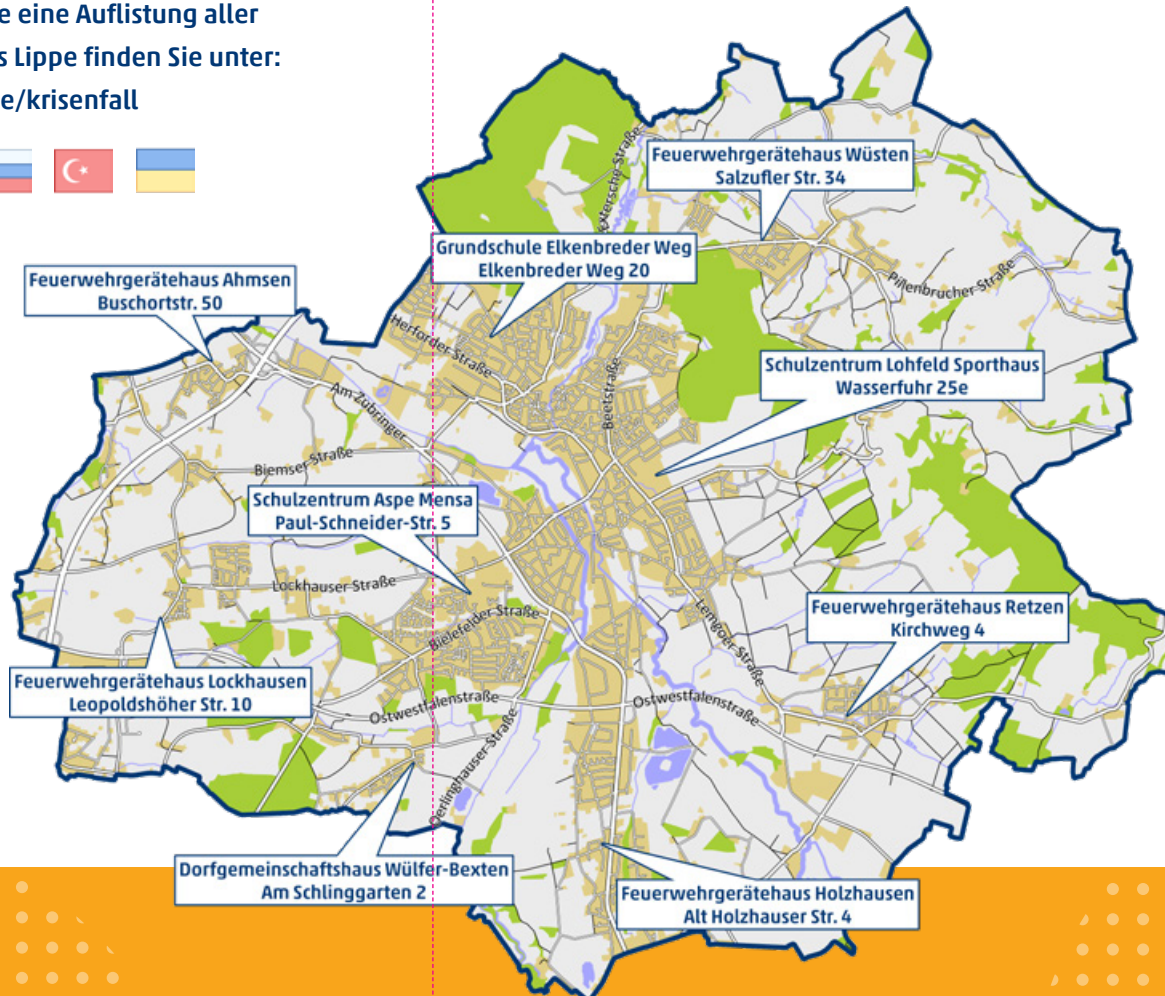 e eine Auflistung aller
s Lippe finden Sie unter:
e/krisenfall
Feuerwehrgerätehaus Wüsten
Salzufler Str. 34
Extersche-Straße
Grundschule Elkenbreder Weg
Elkenbreder Weg 20
Pillenbrucher-Straße
Feuerwehrgerätehaus Ahmsen
Buschortstr. 50
Herforder-Straße
Schulzentrum Lohfeld Sporthaus
Wasserfuhr 25e
Beetstraße
Am Zubringer
Biemser-Straße
Schulzentrum Aspe Mensa
Paul-Schneider-Str. 5
Lockhauser Straße
Bielefelder Straße
Lemgoer-Straße
Feuerwehrgerätehaus Retzen
Kirchweg 4
Feuerwehrgerätehaus Lockhausen
Leopoldshöher Str. 10
Ostwestfalenstraße
Ostwestfalenstraße
Oerlinghauser-Straße
Dorfgemeinschaftshaus Wülfer-Bexten
Am Schlinggarten 2
Feuerwehrgerätehaus Holzhausen
Alt Holzhauser Str. 4